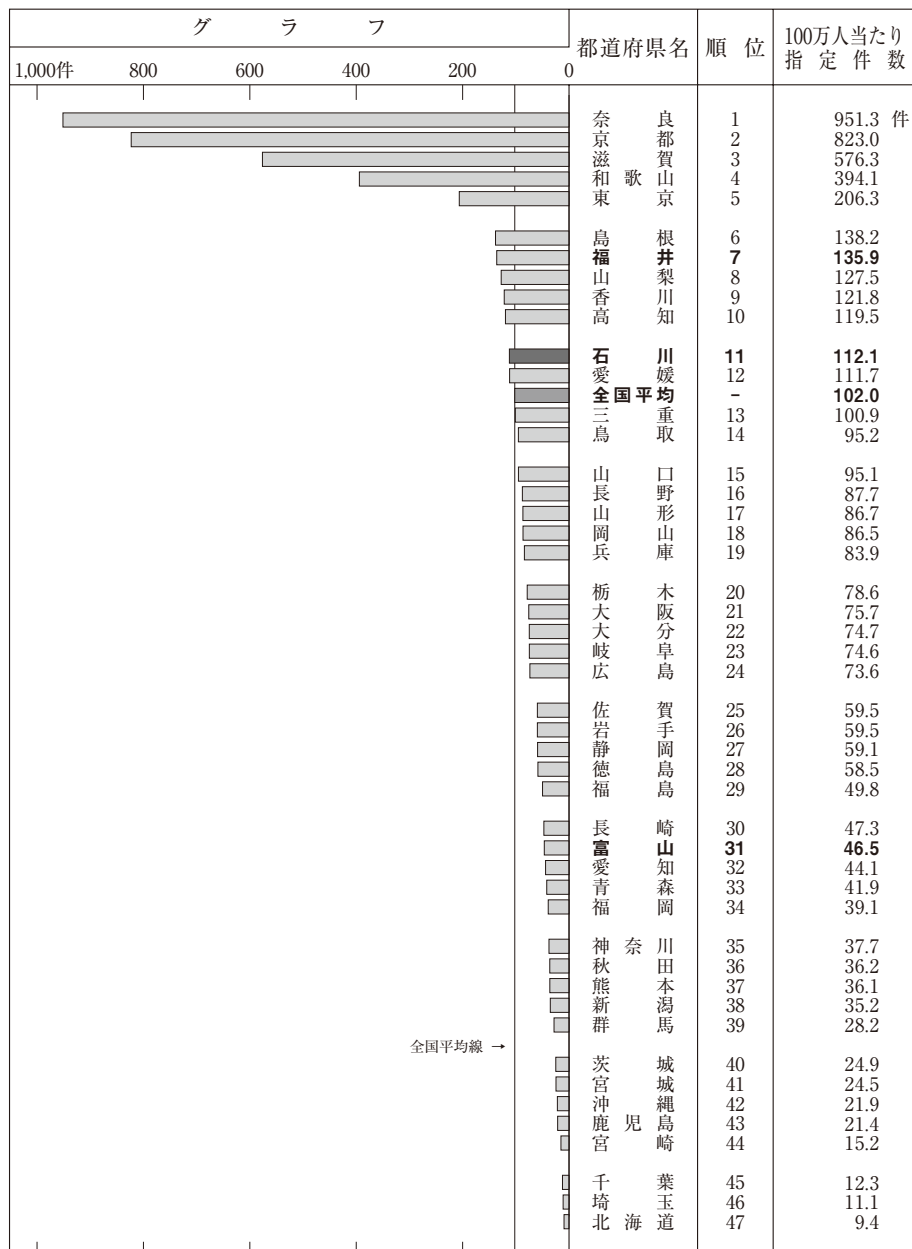 グラフ 都道府県名 順位 100万人当たり指定件数
1,000件 800 600 400 200 0
奈良 1 951.3 件
京都 2 823.0
滋賀 3 576.3
和歌山 4 394.1
東京 5 206.3
島根 6 138.2
福井 7 135.9
山梨 8 127.5
香川 9 121.8
高知 10 119.5
石川 11 112.1
愛媛 12 111.7
全国平均 − 102.0
三重 13 100.9
鳥取 14 95.2
山口 15 95.1
長野 16 87.7
山形 17 86.7
岡山 18 86.5
兵庫 19 83.9
栃木 20 78.6
大阪 21 75.7
大分 22 74.7
岐阜 23 74.6
広島 24 73.6
佐賀 25 59.5
岩手 26 59.5
静岡 27 59.1
徳島 28 58.5
福島 29 49.8
長崎 30 47.3
富山 31 46.5
愛知 32 44.1
青森 33 41.9
福岡 34 39.1
神奈川 35 37.7
秋田 36 36.2
熊本 37 36.1
新潟 38 35.2
群馬 39 28.2
全国平均線 →
茨城 40 24.9
宮城 41 24.5
沖縄 42 21.9
鹿児島 43 21.4
宮崎 44 15.2
千葉 45 12.3
埼玉 46 11.1
北海道 47 9.4